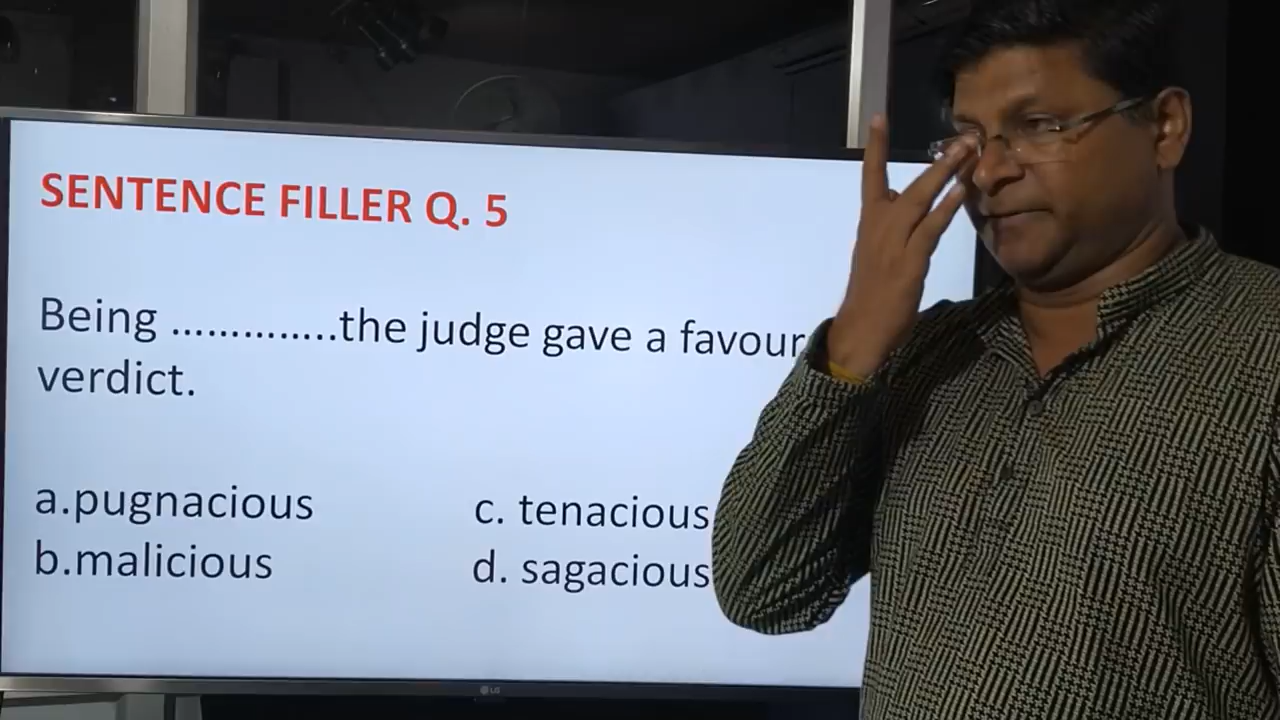 SENTENCE FILLER Q. 5
Being ..............the judge gave a favour
verdict.
a.pugnacious c. tenacious
b.malicious d. sagacious
LG